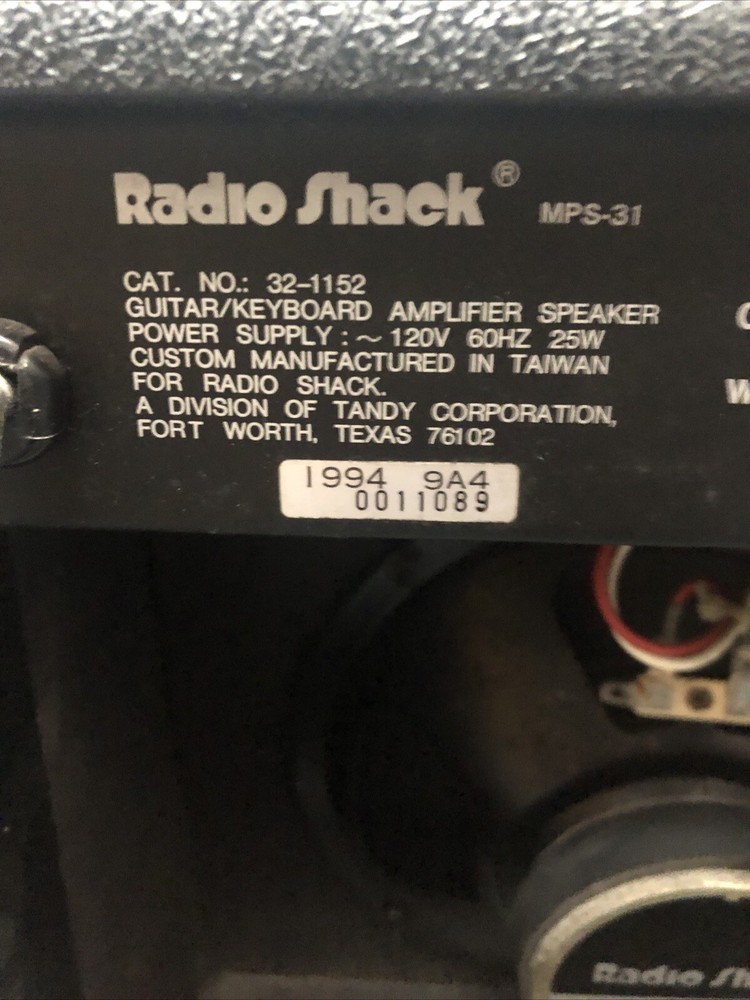 Radio Shack® MPS-31
CAT. NO.: 32-1152
GUITAR/KEYBOARD AMPLIFIER SPEAKER
POWER SUPPLY : ~ 120V 60HZ 25W
CUSTOM MANUFACTURED IN TAIWAN
FOR RADIO SHACK.
A DIVISION OF TANDY CORPORATION,
FORT WORTH, TEXAS 76102
1994 9A4
0011089
Radio